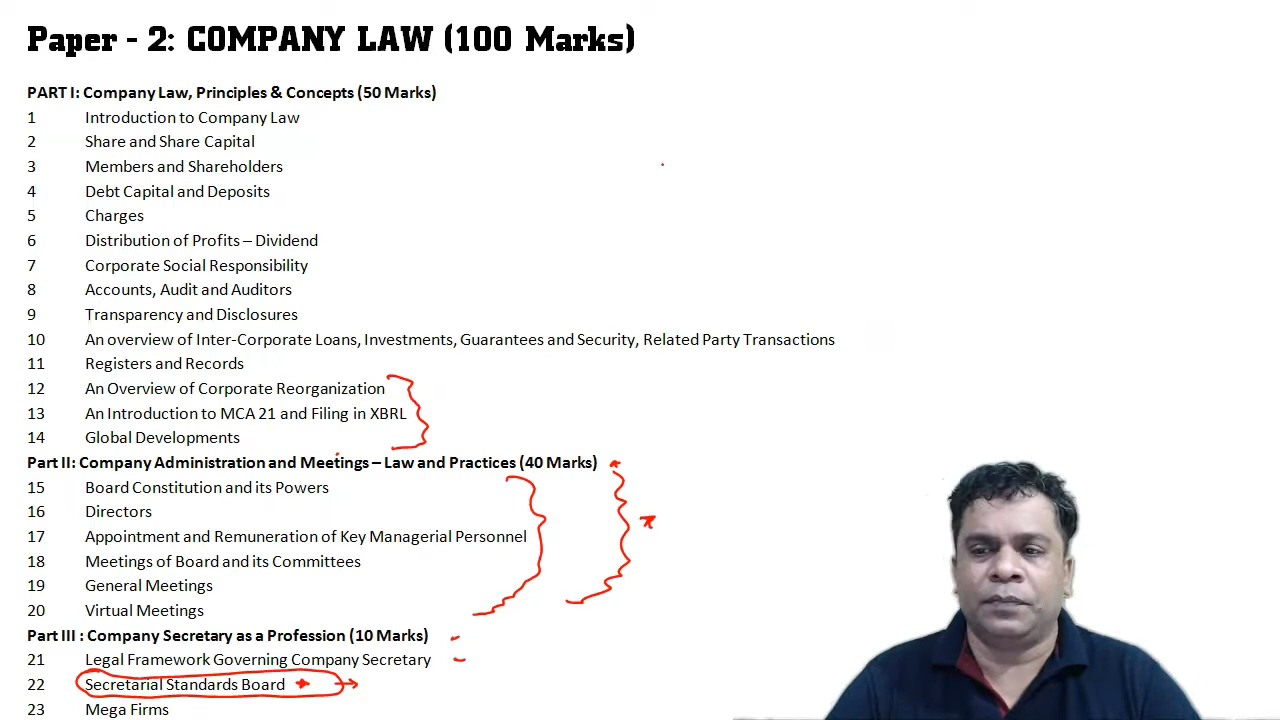 Paper - 2: COMPANY LAW (100 Marks)
PART I: Company Law, Principles & Concepts (50 Marks)
1 Introduction to Company Law
2 Share and Share Capital
3 Members and Shareholders
4 Debt Capital and Deposits
5 Charges
6 Distribution of Profits – Dividend
7 Corporate Social Responsibility
8 Accounts, Audit and Auditors
9 Transparency and Disclosures
10 An overview of Inter-Corporate Loans, Investments, Guarantees and Security, Related Party Transactions
11 Registers and Records
12 An Overview of Corporate Reorganization
13 An Introduction to MCA 21 and Filing in XBRL
14 Global Developments
Part II: Company Administration and Meetings – Law and Practices (40 Marks)
15 Board Constitution and its Powers
16 Directors
17 Appointment and Remuneration of Key Managerial Personnel
18 Meetings of Board and its Committees
19 General Meetings
20 Virtual Meetings
Part III : Company Secretary as a Profession (10 Marks)
21 Legal Framework Governing Company Secretary
22 Secretarial Standards Board
23 Mega Firms